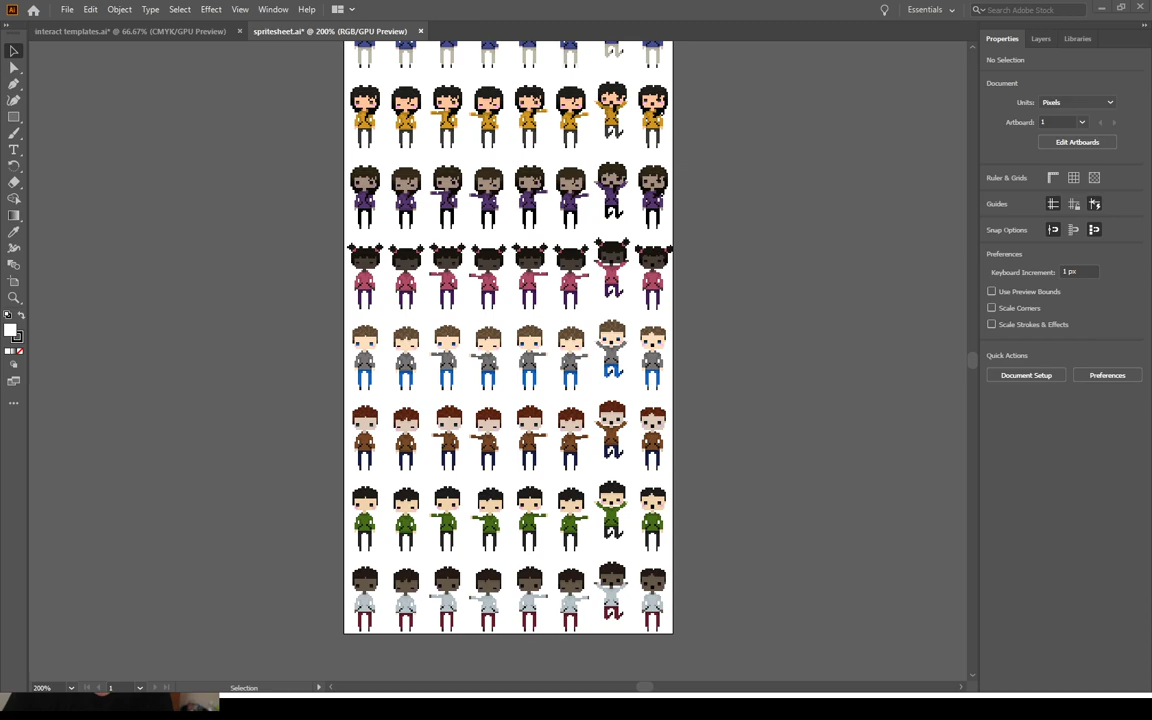 Ai File Edit Object Type Select Effect View Window Help Essentials Search Adobe Stock
interact templates.ai* @ 66.67% (CMYK/GPU Preview) spritesheet.ai* @ 200% (RGB/GPU Preview)
Properties Layers Libraries
No Selection
Document
Units: Pixels
Artboard: 1
Edit Artboards
Ruler & Grids
Guides
Snap Options
Preferences
Keyboard Increment: 1 px
Use Preview Bounds
Scale Corners
Scale Strokes & Effects
Quick Actions
Document Setup Preferences
200% 1 Selection